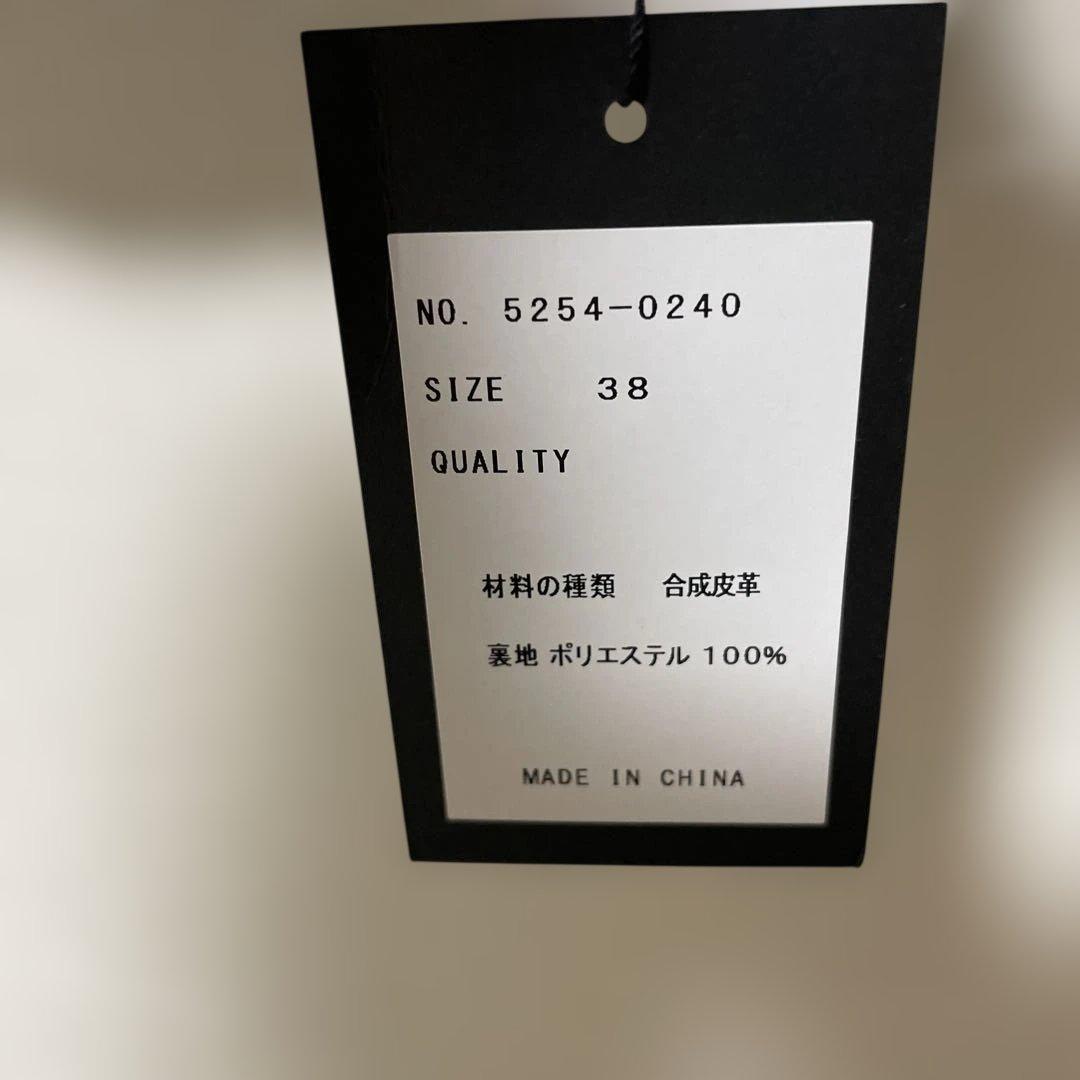 NO. 5254-0240
SIZE 38
QUALITY
材料の種類 合成皮革
裏地 ポリエステル 100%
MADE IN CHINA